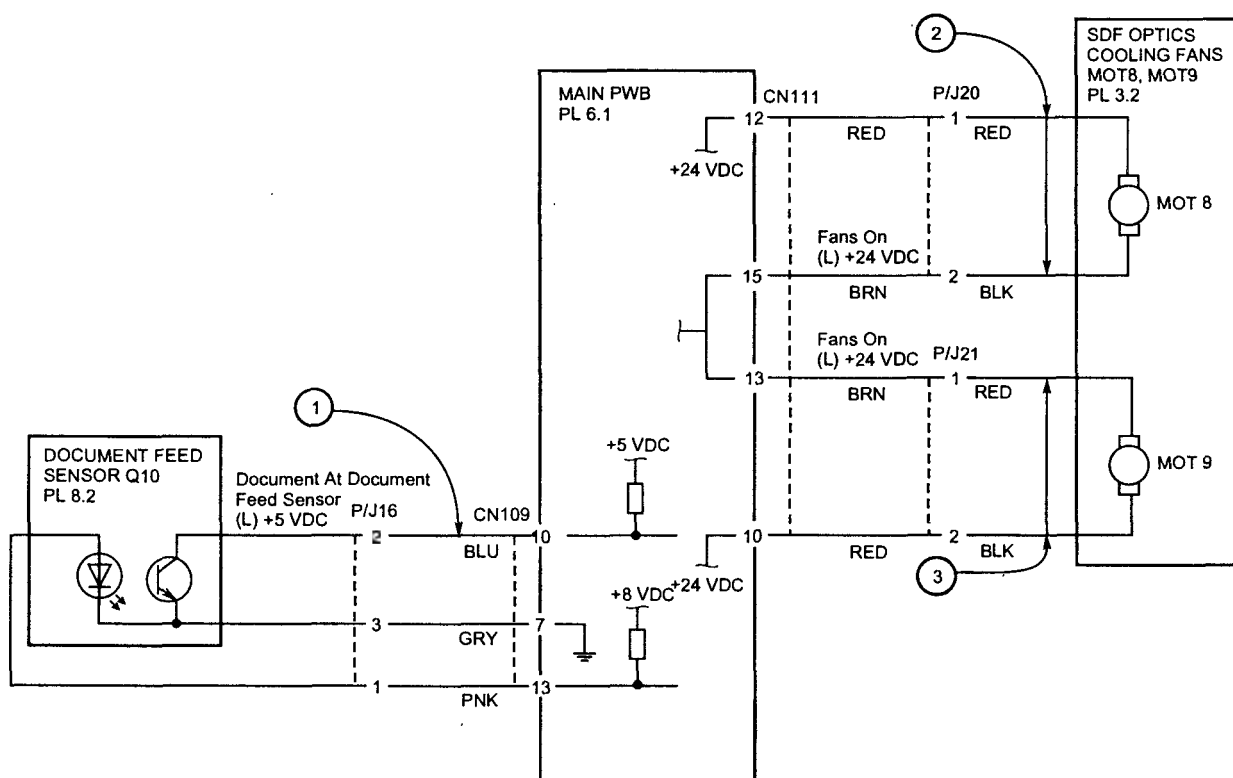 2
SDF OPTICS
COOLING FANS
MOT8, MOT9
PL 3.2
MAIN PWB
PL 6.1
CN111
P/J20
12
RED
1
RED
+24 VDC
MOT 8
Fans On
(L) +24 VDC
15
BRN
2
BLK
Fans On
(L) +24 VDC
P/J21
13
BRN
1
RED
1
+5 VDC
MOT 9
DOCUMENT FEED
SENSOR Q10
PL 8.2
Document At Document
Feed Sensor
(L) +5 VDC
P/J16
CN109
2
BLU
10
10
RED
2
BLK
+24 VDC
3
+8 VDC
3
GRY
7
1
PNK
13